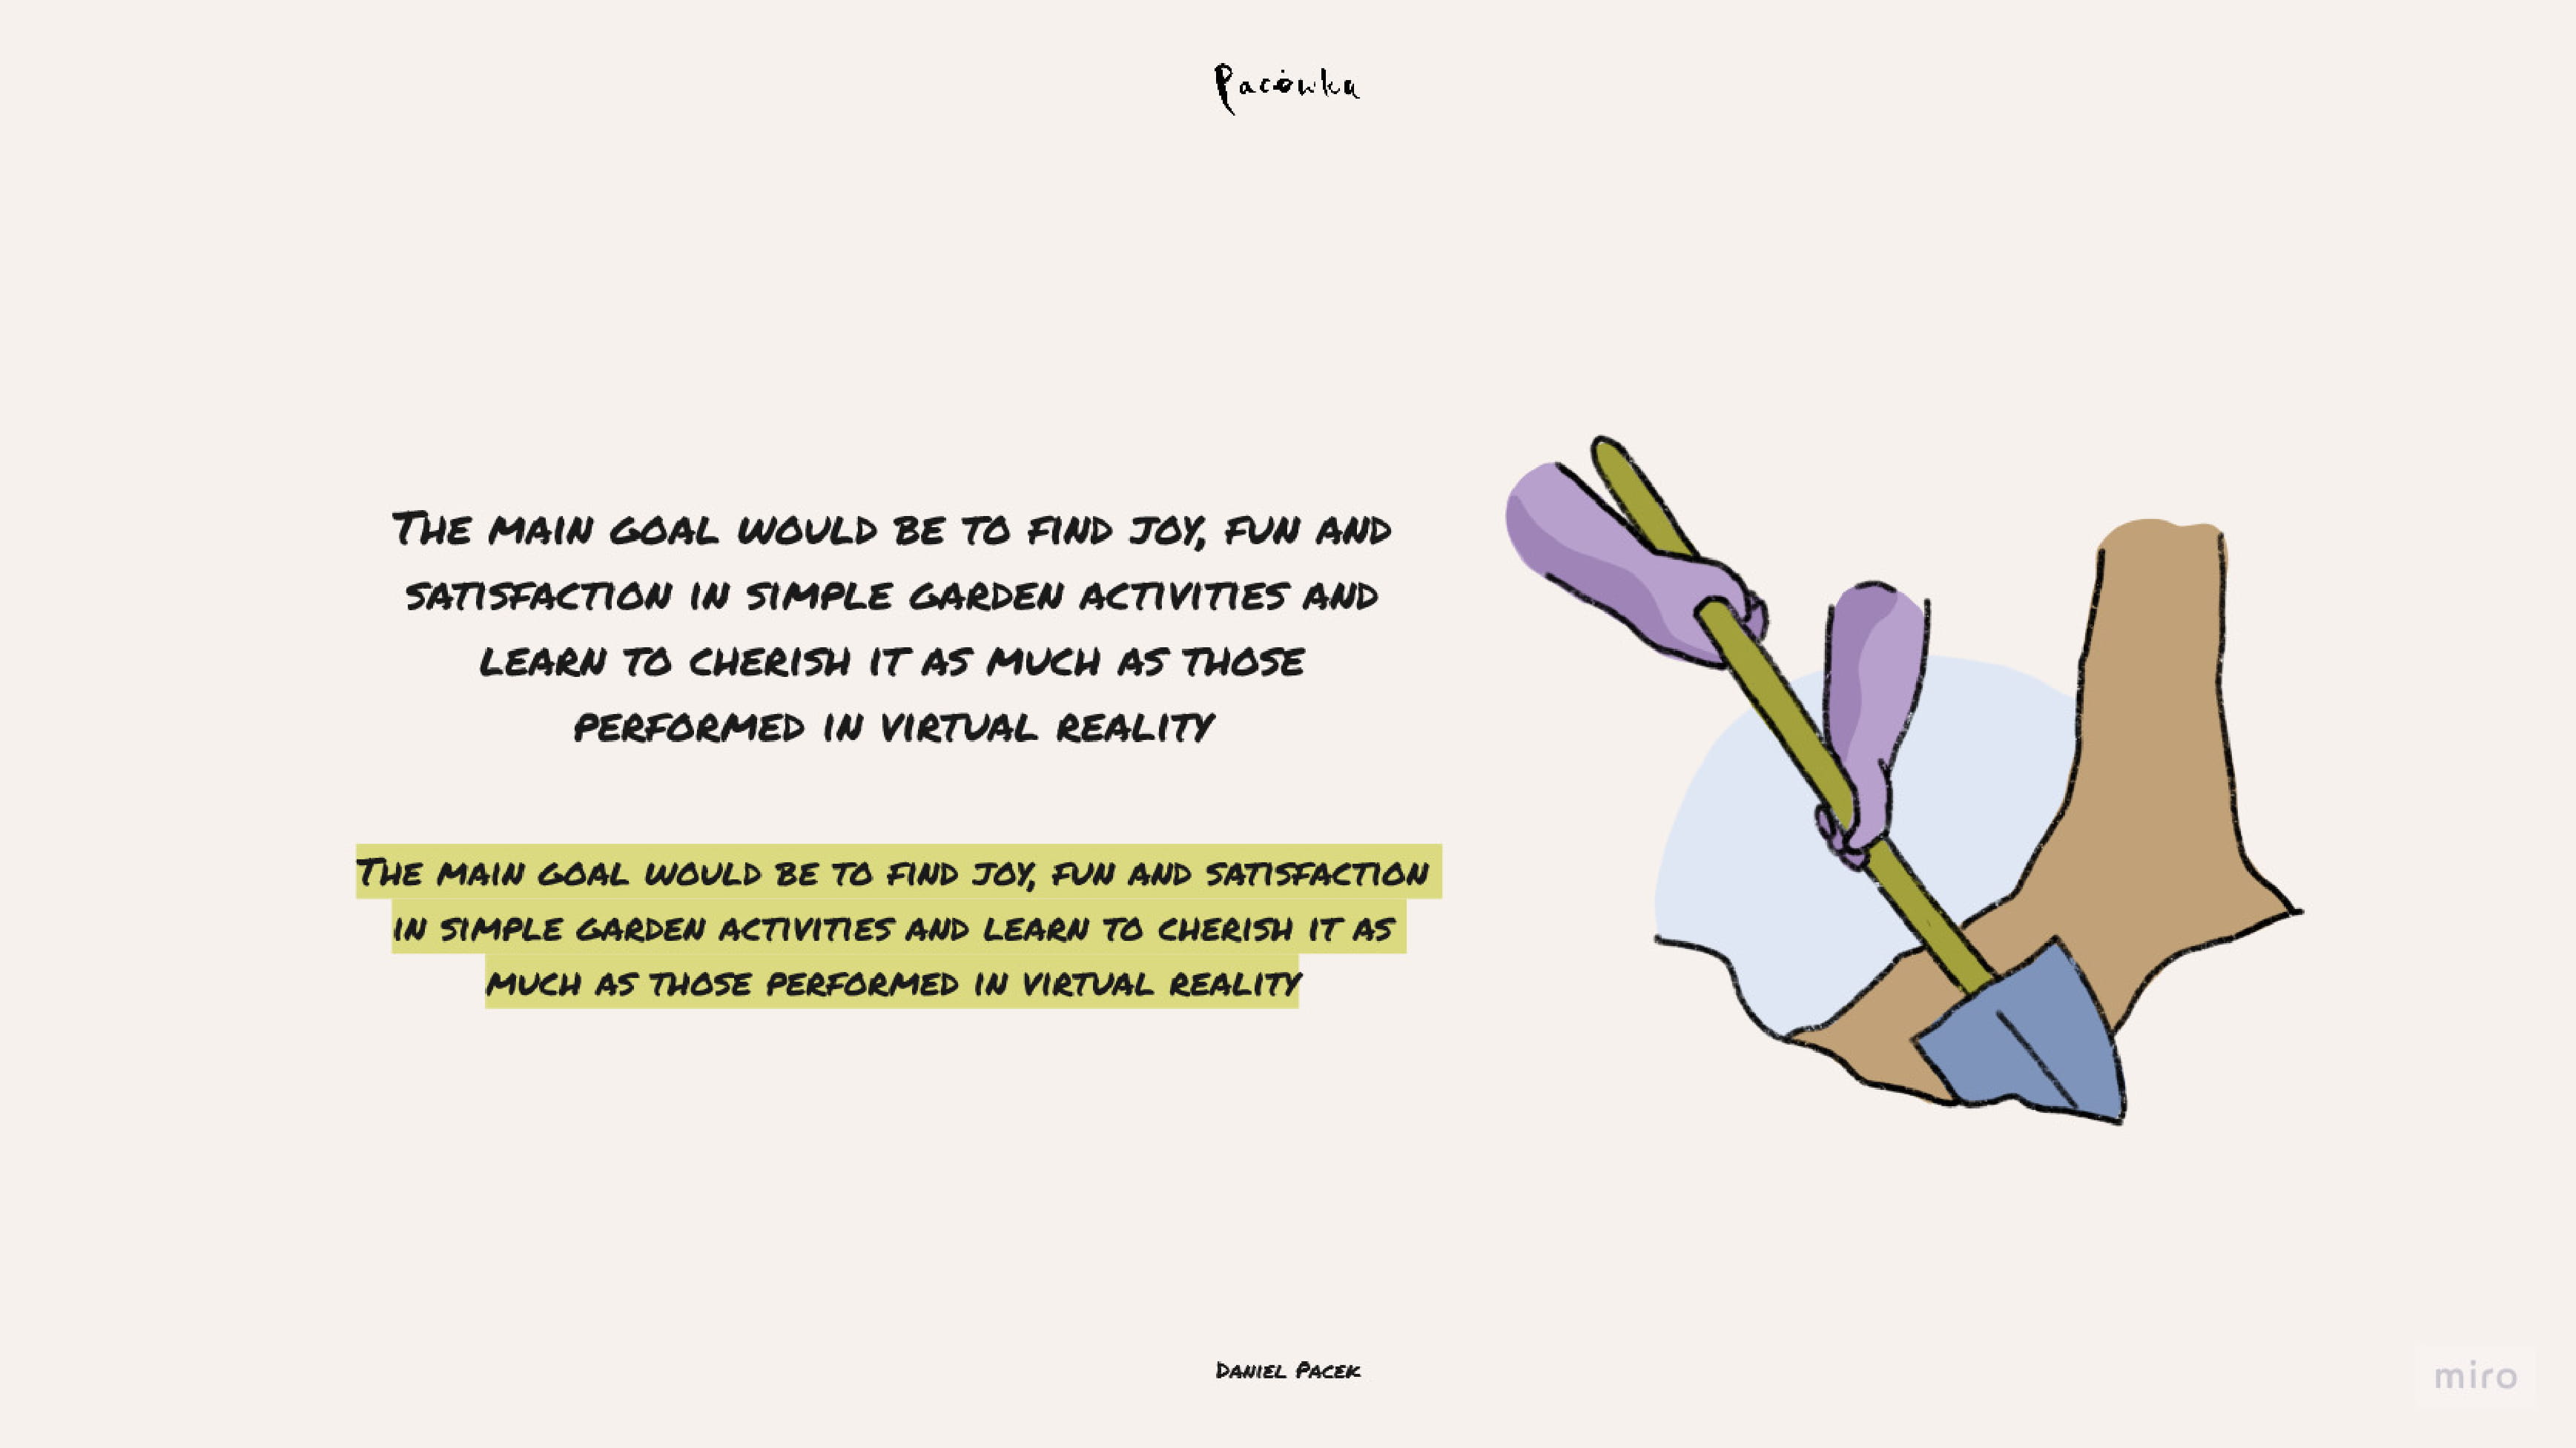 Pacówka
The main goal would be to find joy, fun and
satisfaction in simple garden activities and
learn to cherish it as much as those
performed in virtual reality
The main goal would be to find joy, fun and satisfaction
in simple garden activities and learn to cherish it as
much as those performed in virtual reality
Daniel Pacek
miro